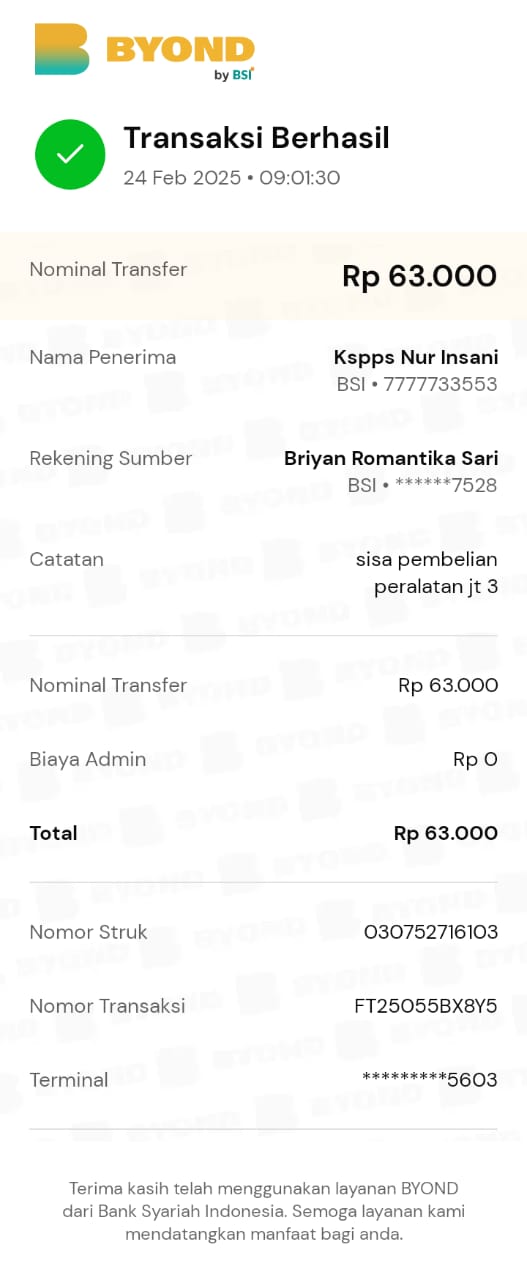 BYOND
by BSI
Transaksi Berhasil
24 Feb 2025 • 09:01:30
Nominal Transfer Rp 63.000
Nama Penerima Kspps Nur Insani
BSI • 7777733553
Rekening Sumber Briyan Romantika Sari
BSI • ******7528
Catatan sisa pembelian
peralatan jt 3
Nominal Transfer Rp 63.000
Biaya Admin Rp 0
Total Rp 63.000
Nomor Struk 030752716103
Nomor Transaksi FT25055BX8Y5
Terminal *********5603
Terima kasih telah menggunakan layanan BYOND
dari Bank Syariah Indonesia. Semoga layanan kami
mendatangkan manfaat bagi anda.